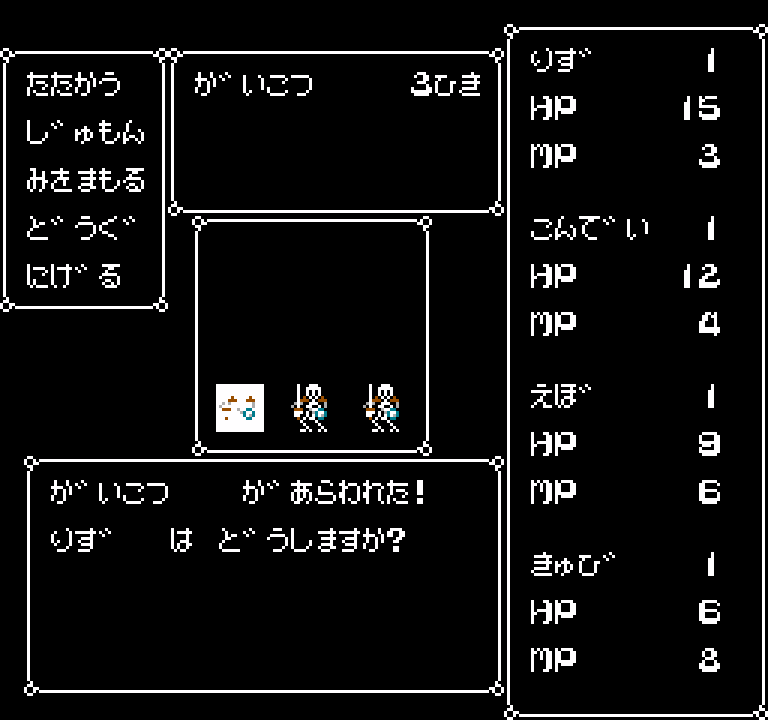 たたかう
じゅもん
みきまもる
どうぐ
にげる
がいこつ 3ひき
がいこつ があらわれた!
りず は どうしますか?
りず 1
HP 15
MP 3
こんでい 1
HP 12
MP 4
えぼ 1
HP 9
MP 6
きゅび 1
HP 6
MP 8